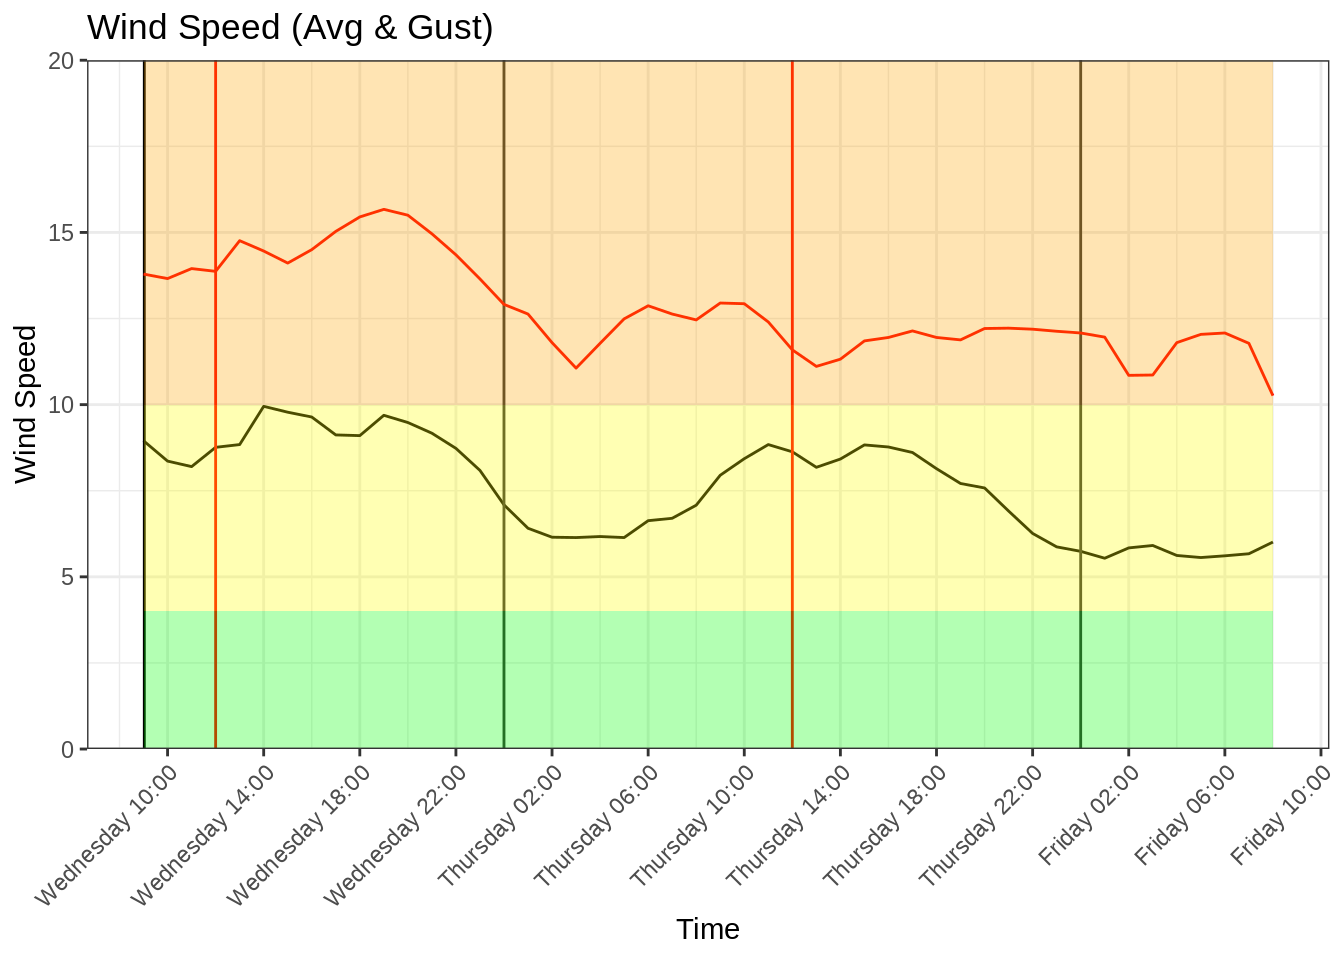 Wind Speed (Avg & Gust)
20
15
10
5
0
Wind Speed
Wednesday 10:00
Wednesday 14:00
Wednesday 18:00
Wednesday 22:00
Thursday 02:00
Thursday 06:00
Thursday 10:00
Thursday 14:00
Thursday 18:00
Thursday 22:00
Friday 02:00
Friday 06:00
Friday 10:00
Time